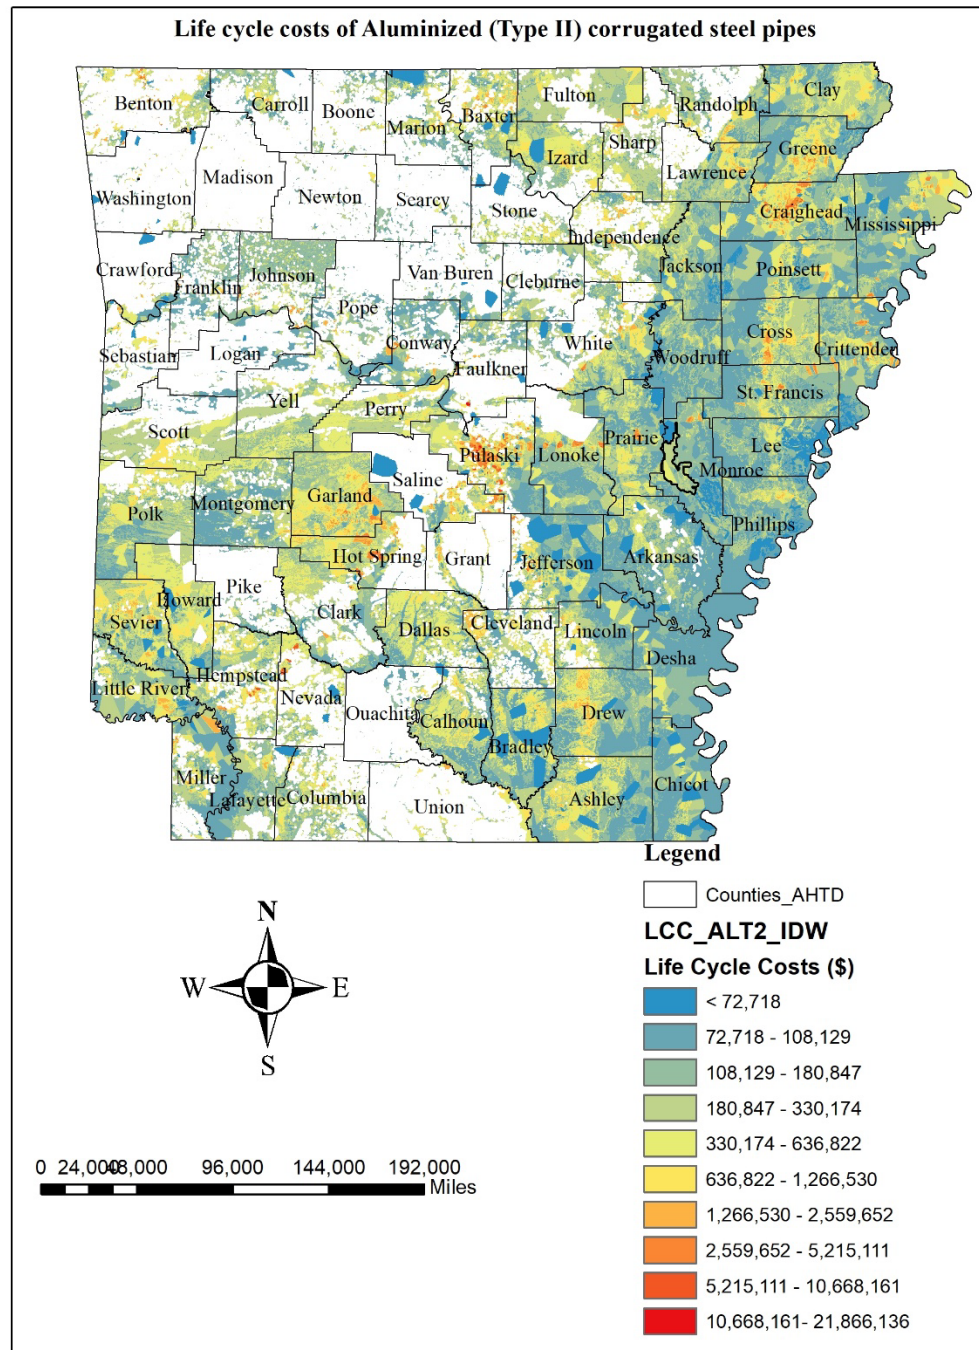 Life cycle costs of Aluminized (Type II) corrugated steel pipes
Benton
Carroll
Boone
Marion
Baxter
Fulton
Randolph
Clay
Izard
Sharp
Greene
Lawrence
Washington
Madison
Newton
Searcy
Stone
Craighead
Mississippi
Independence
Crawford
Franklin
Johnson
Van Buren
Cleburne
Jackson
Poinsett
Pope
Sebastian
Logan
Conway
Faulkner
White
Woodruff
Cross
Crittenden
Yell
Perry
St. Francis
Scott
Pulaski
Lonoke
Prairie
Lee
Monroe
Saline
Polk
Montgomery
Garland
Phillips
Hot Spring
Grant
Jefferson
Arkansas
Pike
Howard
Sevier
Clark
Dallas
Cleveland
Lincoln
Desha
Little River
Hempstead
Nevada
Ouachita
Calhoun
Drew
Bradley
Miller
Lafayette
Columbia
Union
Ashley
Chicot
Legend
Counties_AHTD
LCC_ALT2_IDW
Life Cycle Costs ($)
< 72,718
72,718 - 108,129
108,129 - 180,847
180,847 - 330,174
330,174 - 636,822
636,822 - 1,266,530
1,266,530 - 2,559,652
2,559,652 - 5,215,111
5,215,111 - 10,668,161
10,668,161- 21,866,136
N
W E
S
0 24,000 48,000 96,000 144,000 192,000
Miles